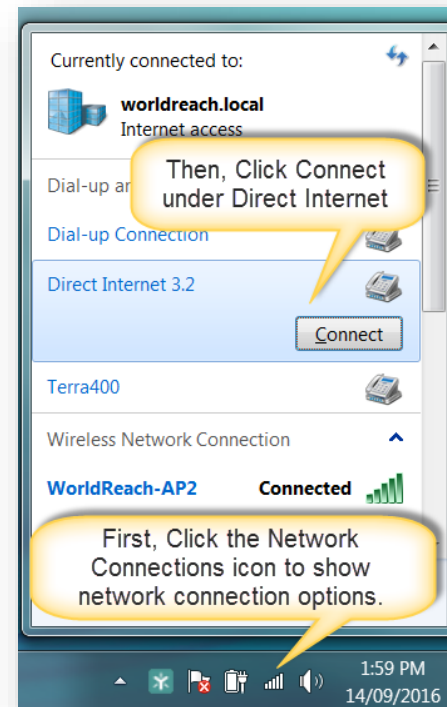 Currently connected to:
worldreach.local
Internet access
Then, Click Connect
under Direct Internet
Dial-up
Dial-up Connection
Direct Internet 3.2
Connect
Terra400
Wireless Network Connection
WorldReach-AP2 Connected
First, Click the Network
Connections icon to show
network connection options.
1:59 PM
14/09/2016